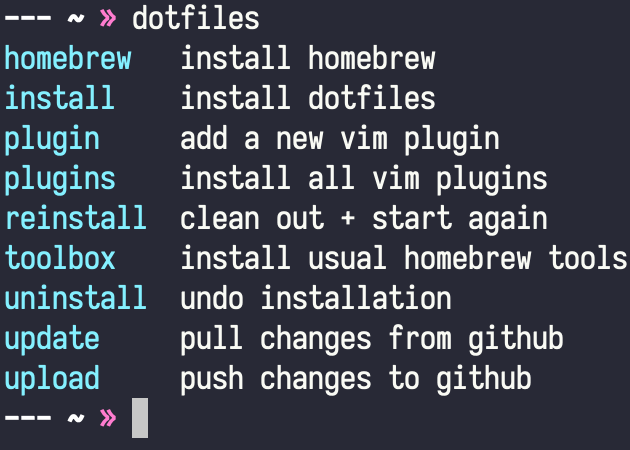 --- ~ » dotfiles
homebrew   install homebrew
install    install dotfiles
plugin     add a new vim plugin
plugins    install all vim plugins
reinstall  clean out + start again
toolbox    install usual homebrew tools
uninstall  undo installation
update     pull changes from github
upload     push changes to github
--- ~ »